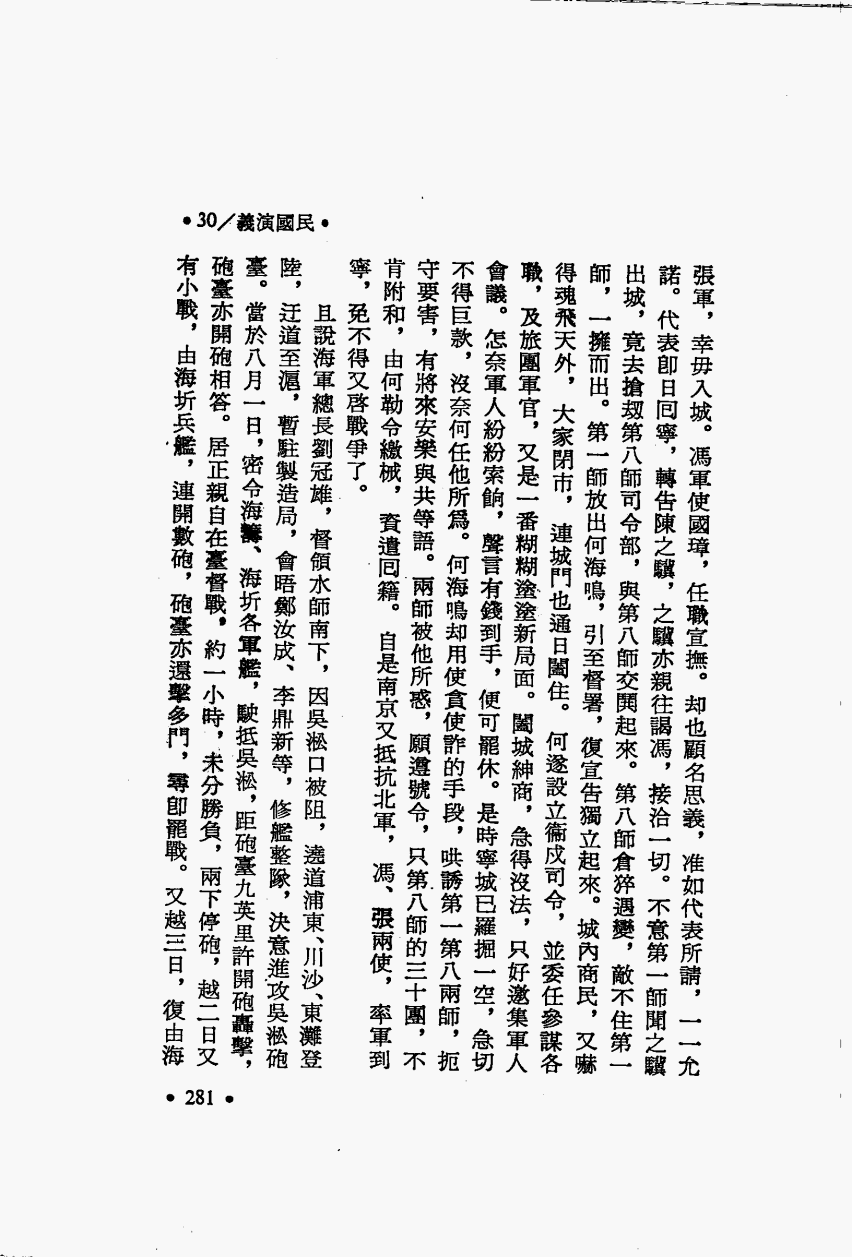 •30／義演國民•
張軍，幸毋入城。馮軍使國璋，任職宣撫。却也顧名思義，准如代表所請，一一允
諾。代表卽日回寧，轉告陳之驥，之驥亦親往謁馮，接洽一切。不意第一師聞之驥
出城，竟去搶刼第八師司令部，與第八師交鬨起來。第八師倉猝遇變，敵不住第一
師，一擁而出。第一師放出何海鳴，引至督署，復宣告獨立起來。城內商民，又嚇
得魂飛天外，大家閉市，連城門也通日闔住。何遂設立衞戍司令，並委任參謀各
職，及旅團軍官，又是一番糊糊塗塗新局面。闔城紳商，急得沒法，只好邀集軍人
會議。怎奈軍人紛紛索餉，聲言有錢到手，便可罷休。是時寧城已羅掘一空，急切
不得巨款，沒奈何任他所爲。何海鳴却用使貪使詐的手段，哄誘第一第八兩師，扼
守要害，有將來安樂與共等語。兩師被他所惑，願遵號令，只第八師的三十團，不
肯附和，由何勒令繳械，資遣回籍。自是南京又抵抗北軍，馮、張兩使，率軍到
寧，免不得又啓戰爭了。
且說海軍總長劉冠雄，督領水師南下，因吳淞口被阻，遶道浦東、川沙、東灘登
陸，迂道至滬，暫駐製造局，會晤鄭汝成、李鼎新等，修艦整隊，決意進攻吳淞砲
臺。當於八月一日，密令海籌、海圻各軍艦，駛抵吳淞，距砲臺九英里許開砲轟擊，
砲臺亦開砲相答。居正親自在臺督戰，約一小時，未分勝負，兩下停砲，越二日又
有小戰，由海圻兵艦，連開數砲，砲臺亦還擊多門，尋卽罷戰。又越三日，復由海
•281•